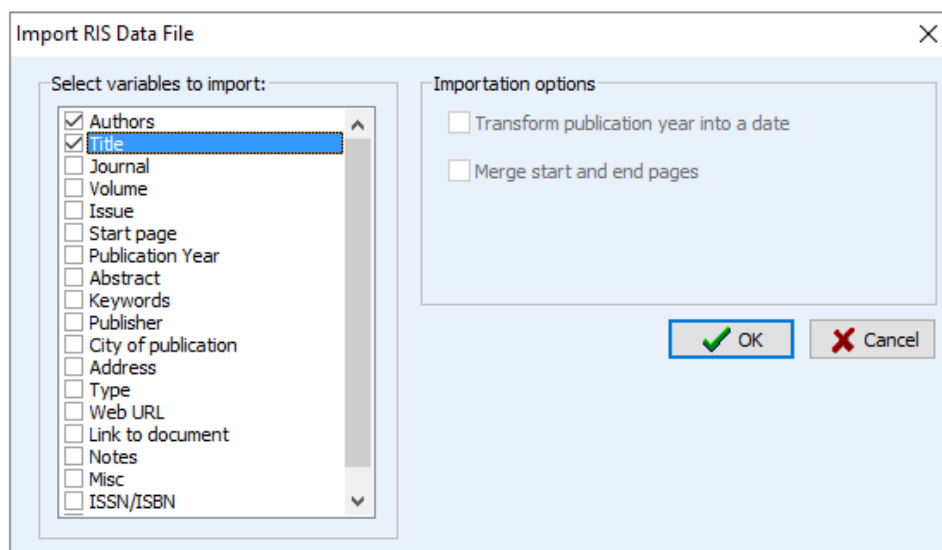 Import RIS Data File
Select variables to import:
Authors
Title
Journal
Volume
Issue
Start page
Publication Year
Abstract
Keywords
Publisher
City of publication
Address
Type
Web URL
Link to document
Notes
Misc
ISSN/ISBN
Importation options
Transform publication year into a date
Merge start and end pages
OK
Cancel